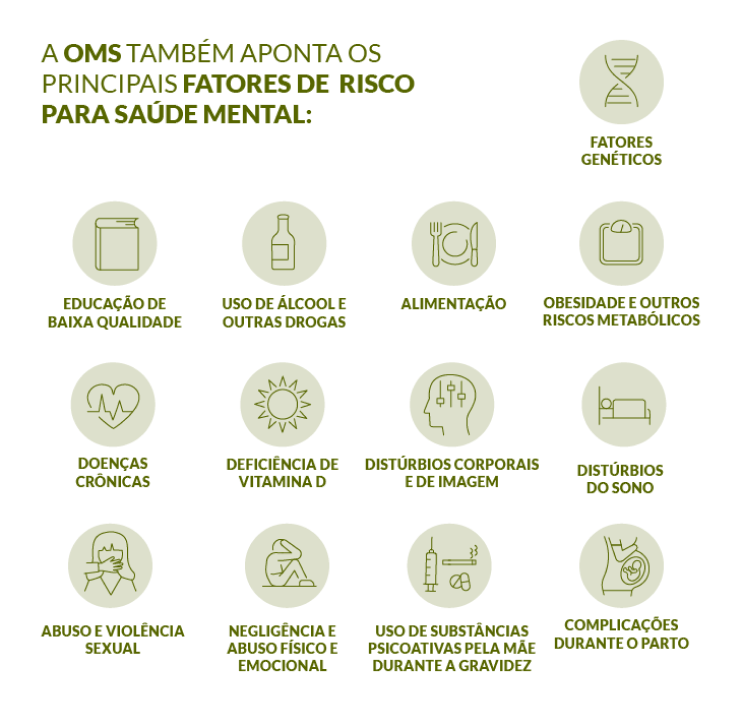 A OMS TAMBÉM APONTA OS
PRINCIPAIS FATORES DE RISCO
PARA SAÚDE MENTAL:
FATORES
GENÉTICOS
EDUCAÇÃO DE
BAIXA QUALIDADE
USO DE ÁLCOOL E
OUTRAS DROGAS
ALIMENTAÇÃO
OBESIDADE E OUTROS
RISCOS METABÓLICOS
DOENÇAS
CRÔNICAS
DEFICIÊNCIA DE
VITAMINA D
DISTÚRBIOS CORPORAIS
E DE IMAGEM
DISTÚRBIOS
DO SONO
ABUSO E VIOLÊNCIA
SEXUAL
NEGLIGÊNCIA E
ABUSO FÍSICO E
EMOCIONAL
USO DE SUBSTÂNCIAS
PSICOATIVAS PELA MÃE
DURANTE A GRAVIDEZ
COMPLICAÇÕES
DURANTE O PARTO